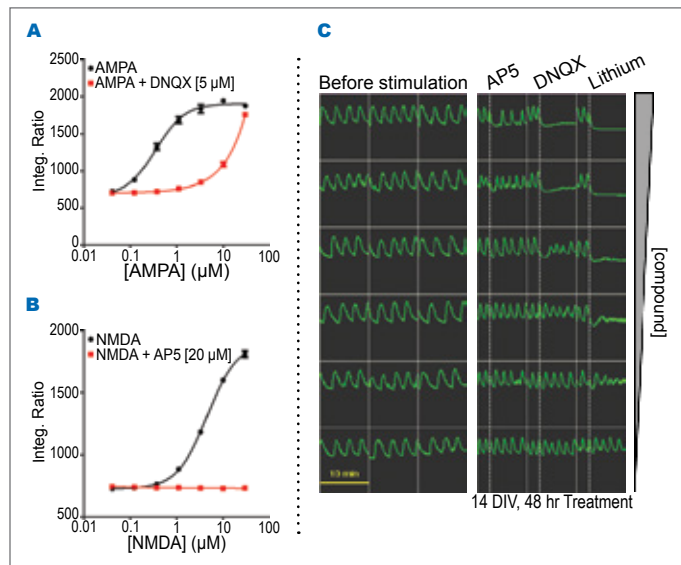 A
2500
AMPA
AMPA + DNQX [5 µM]
2000
1500
1000
500
0
0.01
0.1
1
10
100
Integ. Ratio
[AMPA] (µM)
B
2000
NMDA
NMDA + AP5 [20 µM]
1500
1000
500
0.01
0.1
1
10
100
Integ. Ratio
[NMDA] (µM)
C
Before stimulation
AP5
DNQX
Lithium
[compound]
10 min
14 DIV, 48 hr Treatment